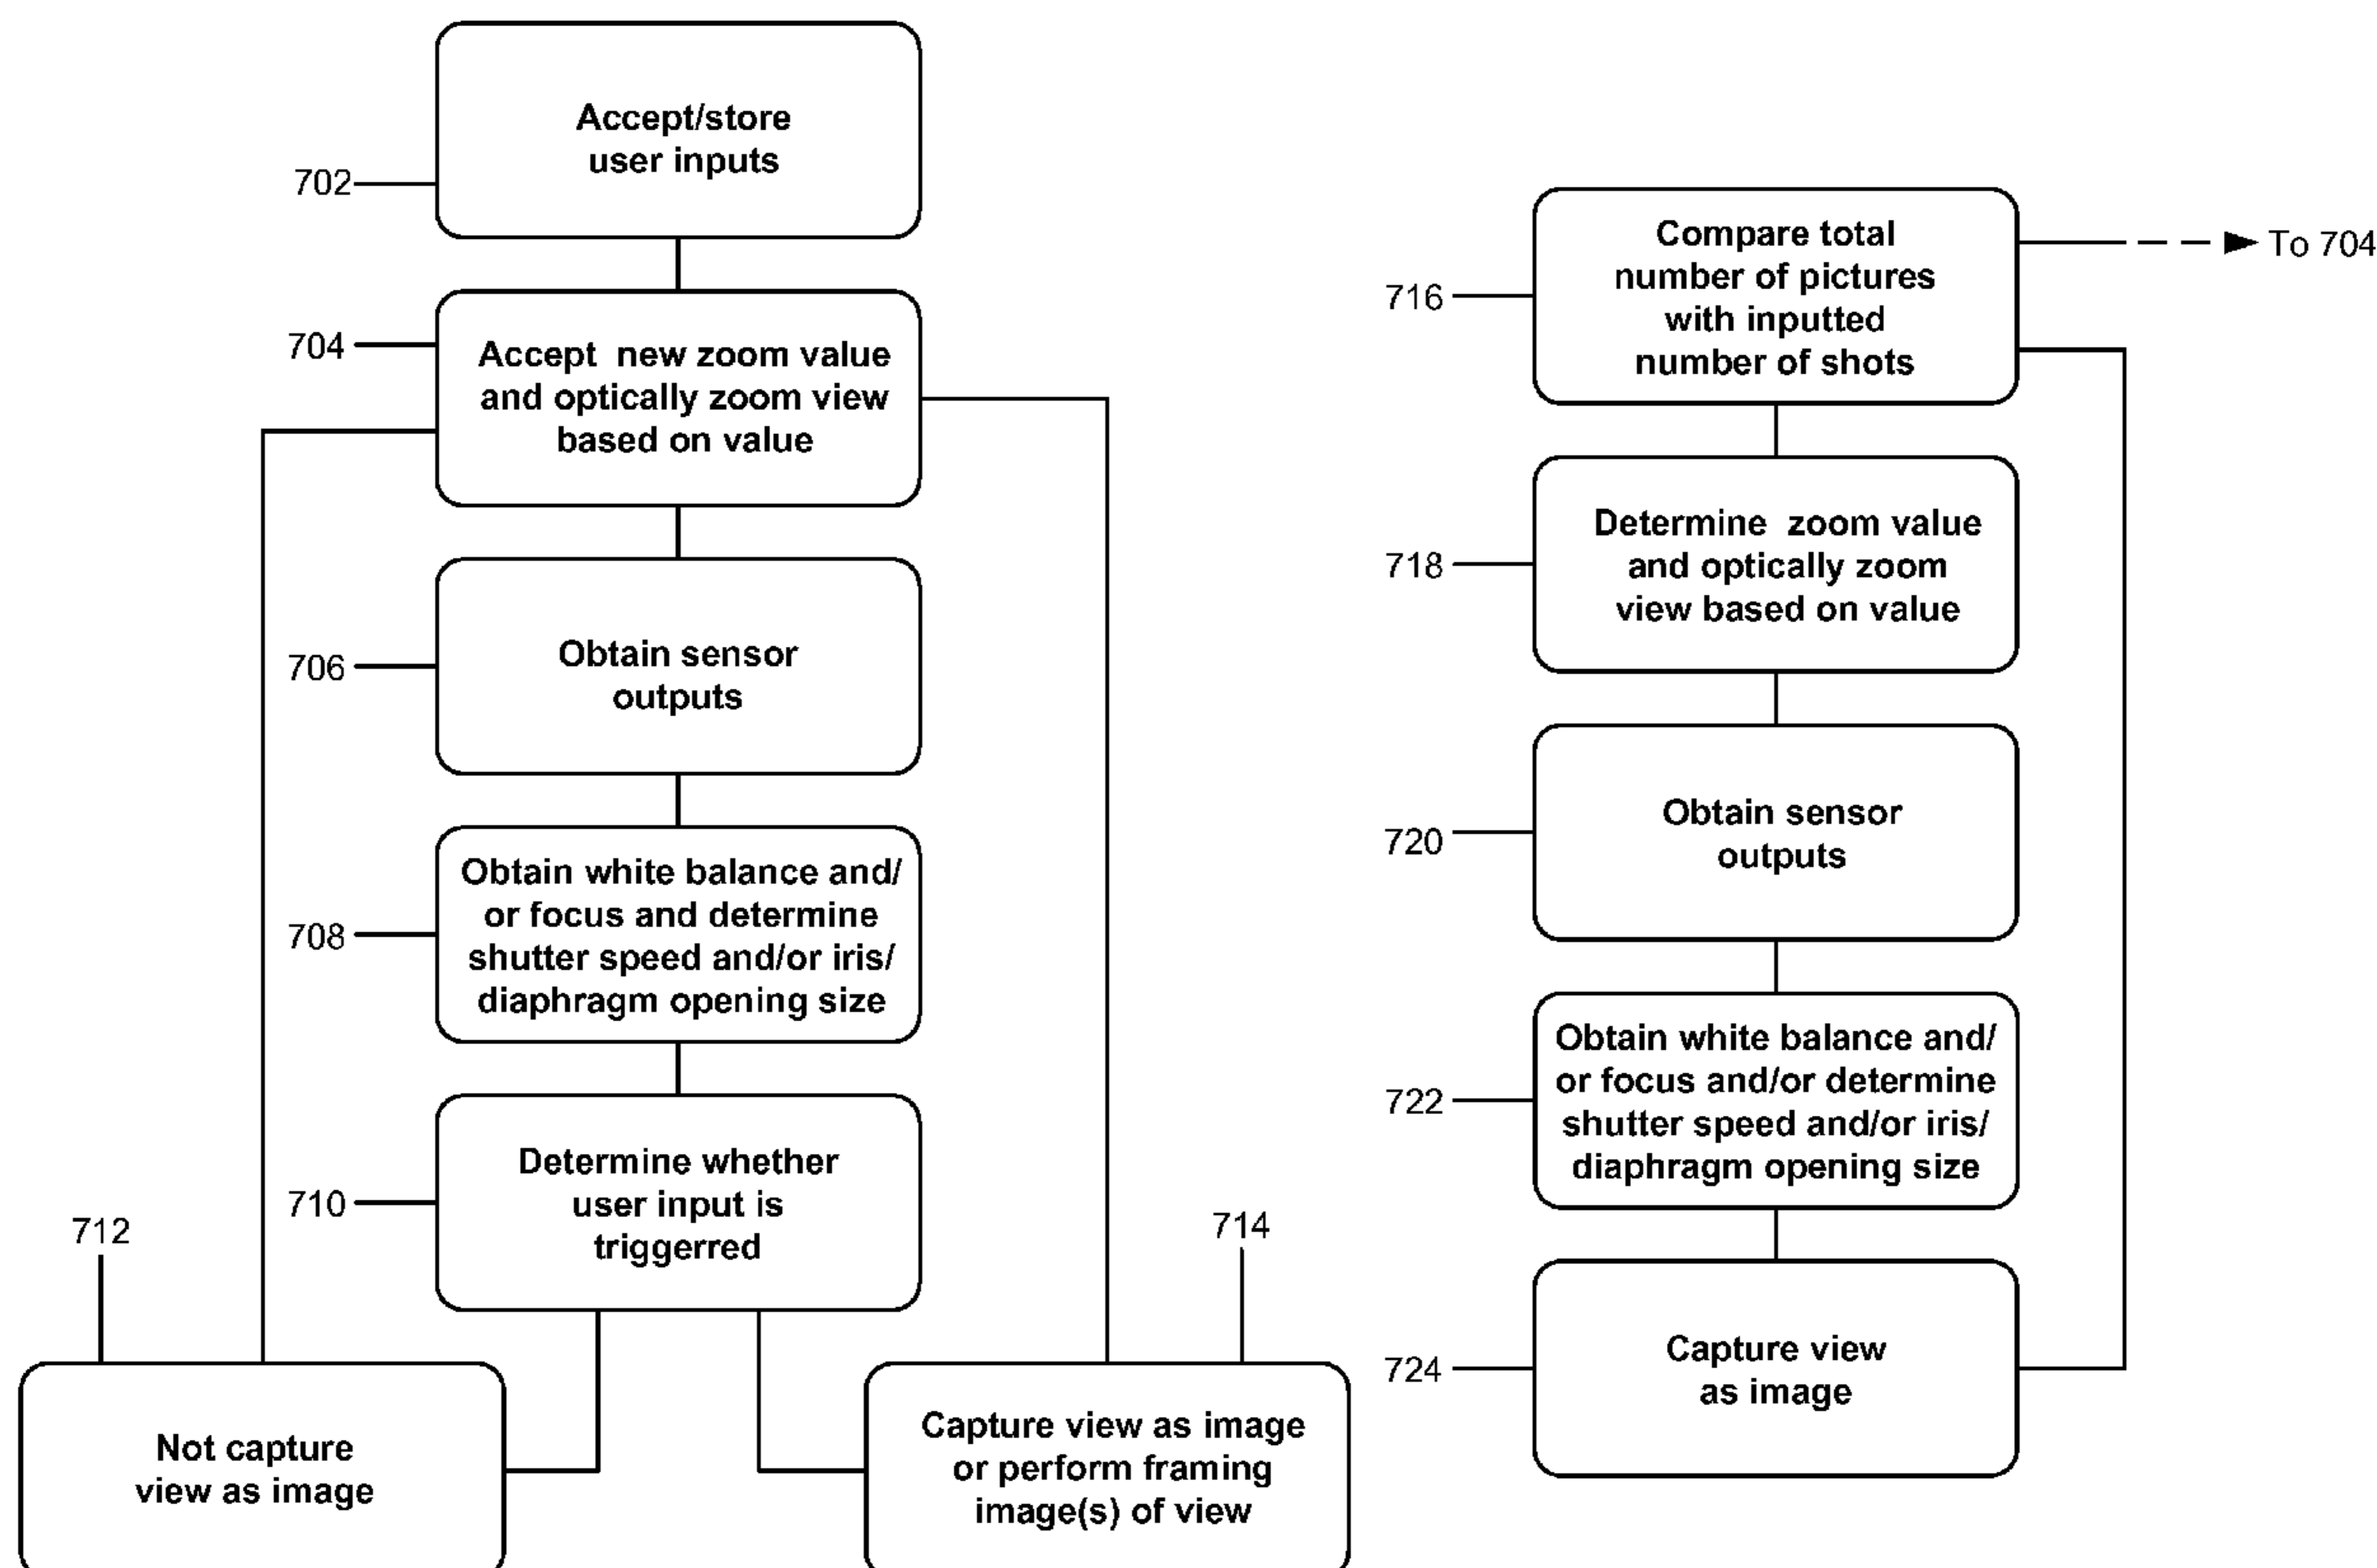 Accept/store
user inputs
702
704
Accept new zoom value
and optically zoom view
based on value
706
Obtain sensor
outputs
708
Obtain white balance and/
or focus and determine
shutter speed and/or iris/
diaphragm opening size
710
Determine whether
user input is
triggerred
712
Not capture
view as image
714
Capture view as image
or perform framing
image(s) of view
716
Compare total
number of pictures
with inputted
number of shots
To 704
718
Determine zoom value
and optically zoom
view based on value
720
Obtain sensor
outputs
722
Obtain white balance and/
or focus and/or determine
shutter speed and/or iris/
diaphragm opening size
724
Capture view
as image